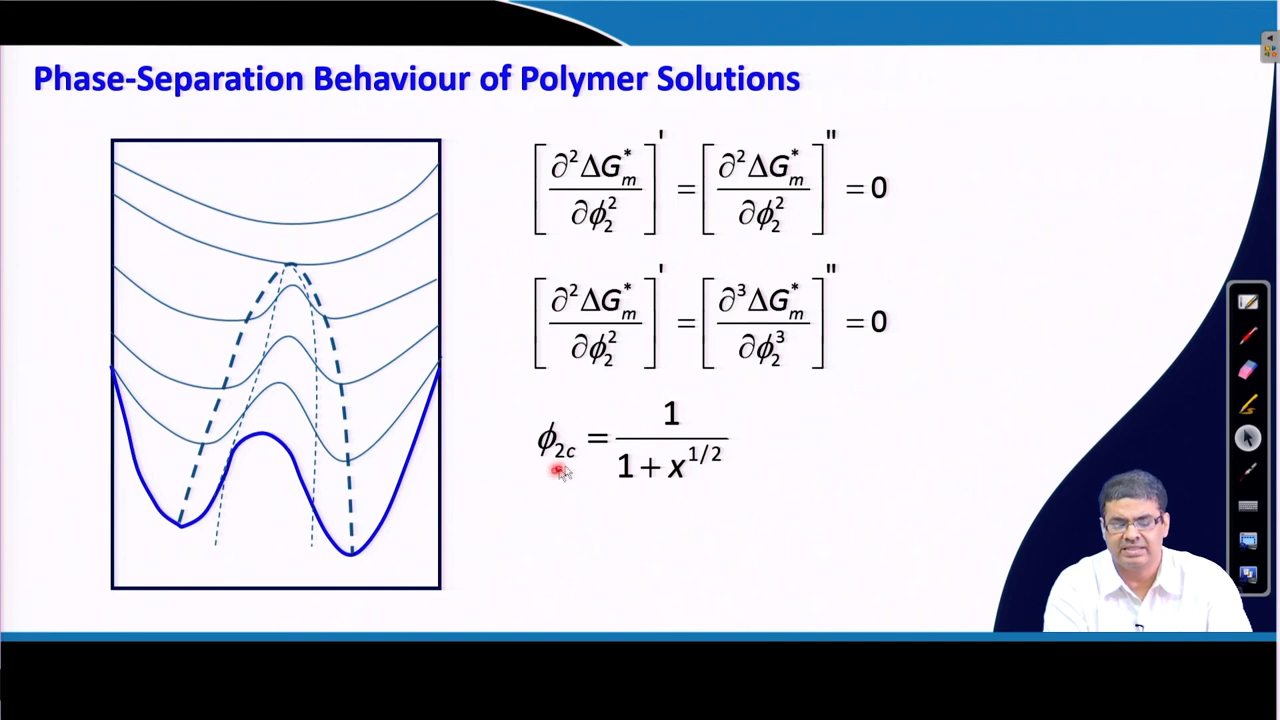 Phase-Separation Behaviour of Polymer Solutions
[∂²ΔG*ₘ / ∂ϕ₂²]' = [∂²ΔG*ₘ / ∂ϕ₂²]" = 0
[∂²ΔG*ₘ / ∂ϕ₂²]' = [∂³ΔG*ₘ / ∂ϕ₂³]" = 0
ϕ₂c = 1 / (1 + x^1/2)